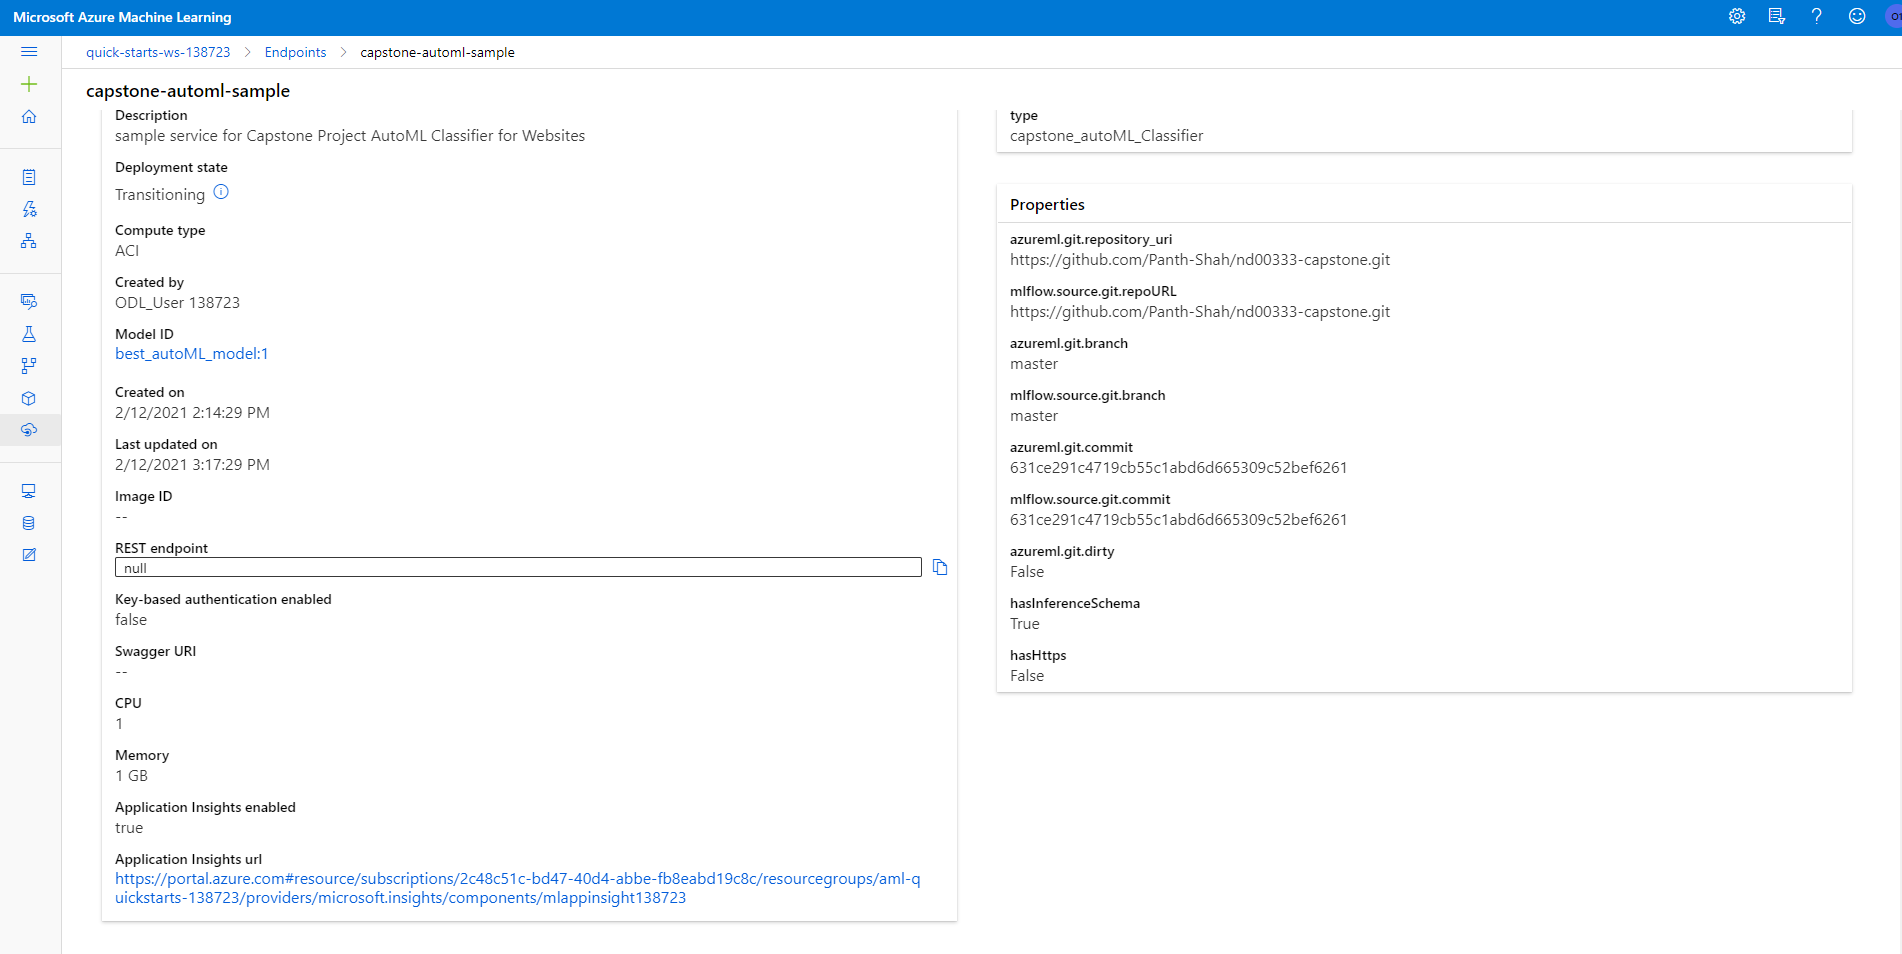 Microsoft Azure Machine Learning
quick-starts-ws-138723 > Endpoints > capstone-automl-sample
capstone-automl-sample
Description
sample service for Capstone Project AutoML Classifier for Websites
Deployment state
Transitioning
Compute type
ACI
Created by
ODL_User 138723
Model ID
best_autoML_model:1
Created on
2/12/2021 2:14:29 PM
Last updated on
2/12/2021 3:17:29 PM
Image ID
--
REST endpoint
null
Key-based authentication enabled
false
Swagger URI
--
CPU
1
Memory
1 GB
Application Insights enabled
true
Application Insights url
https://portal.azure.com#resource/subscriptions/2c48c51c-bd47-40d4-abbe-fb8eabd19c8c/resourcegroups/aml-q
uickstarts-138723/providers/microsoft.insights/components/mlappinsight138723
type
capstone_autoML_Classifier
Properties
azureml.git.repository_uri
https://github.com/Panth-Shah/nd00333-capstone.git
mlflow.source.git.repoURL
https://github.com/Panth-Shah/nd00333-capstone.git
azureml.git.branch
master
mlflow.source.git.branch
master
azureml.git.commit
631ce291c4719cb55c1abd6d665309c52bef6261
mlflow.source.git.commit
631ce291c4719cb55c1abd6d665309c52bef6261
azureml.git.dirty
False
hasInferenceSchema
True
hasHttps
False